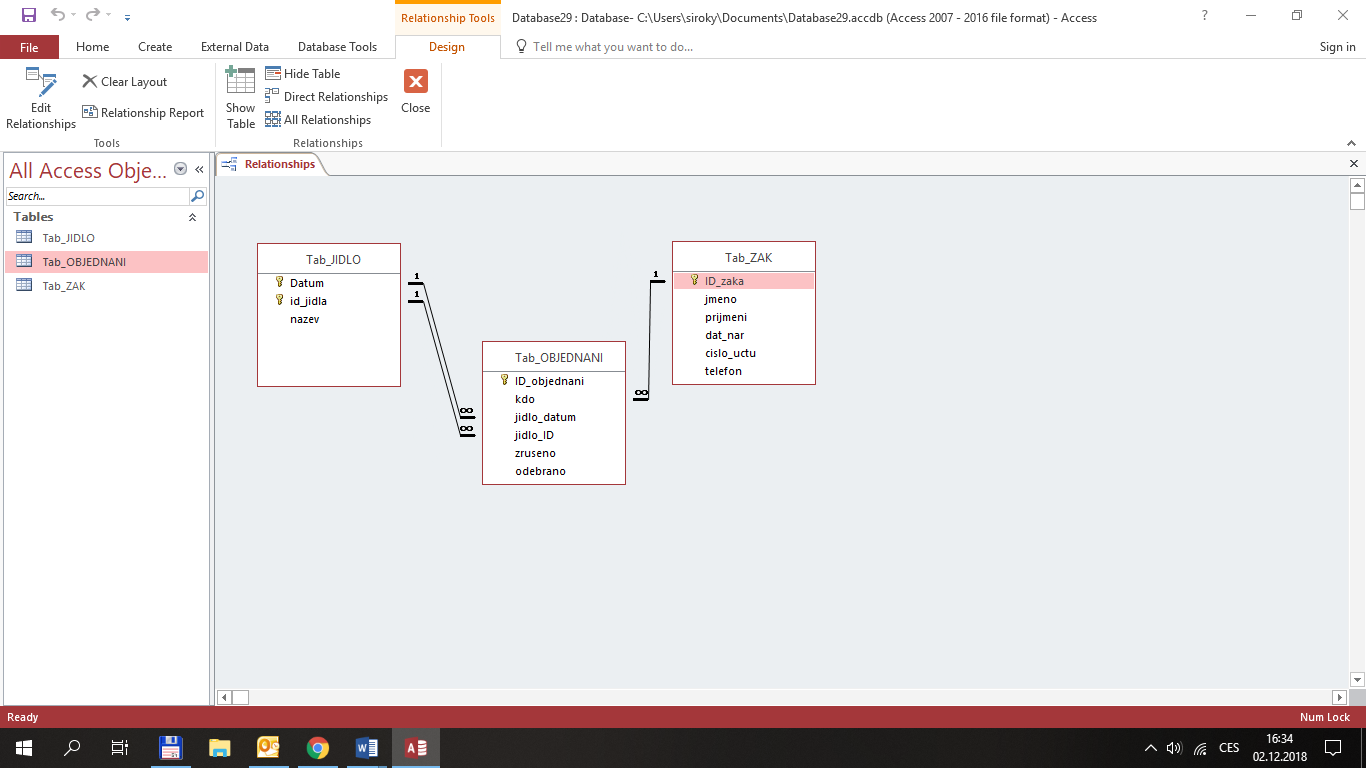 Relationship Tools
Database29 : Database- C:\Users\siroky\Documents\Database29.accdb (Access 2007 - 2016 file format) - Access
?
File
Home
Create
External Data
Database Tools
Design
Tell me what you want to do...
Sign in
Edit Relationships
Clear Layout
Relationship Report
Tools
Show Table
Hide Table
Direct Relationships
All Relationships
Relationships
Close
All Access Obje...
Search...
Tables
Tab_JIDLO
Tab_OBJEDNANI
Tab_ZAK
Relationships
Tab_JIDLO
Datum
id_jidla
nazev
1
1
∞
∞
Tab_OBJEDNANI
ID_objednani
kdo
jidlo_datum
jidlo_ID
zruseno
odebrano
∞
1
Tab_ZAK
ID_zaka
jmeno
prijmeni
dat_nar
cislo_uctu
telefon
Ready
Num Lock
CES
16:34
02.12.2018